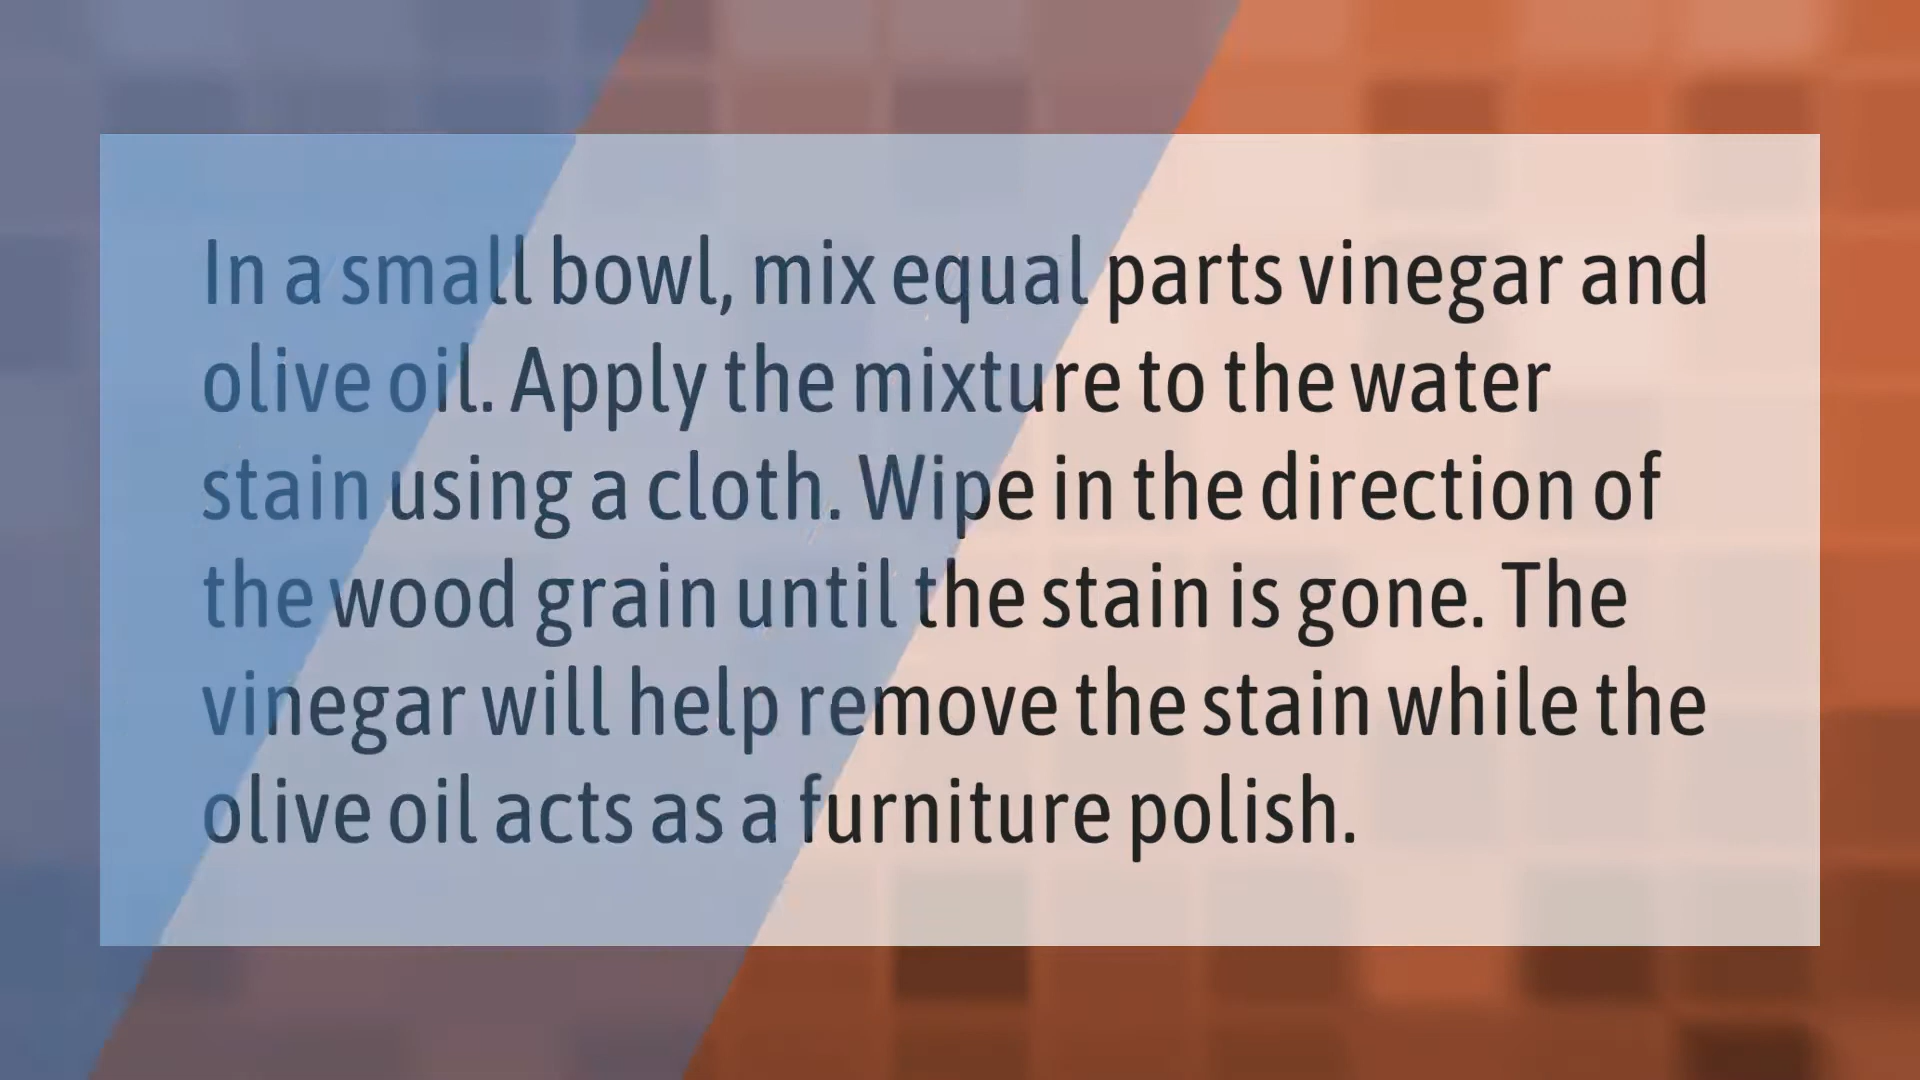 In a small bowl, mix equal parts vinegar and
olive oil. Apply the mixture to the water
stain using a cloth. Wipe in the direction of
the wood grain until the stain is gone. The
vinegar will help remove the stain while the
olive oil acts as a furniture polish.